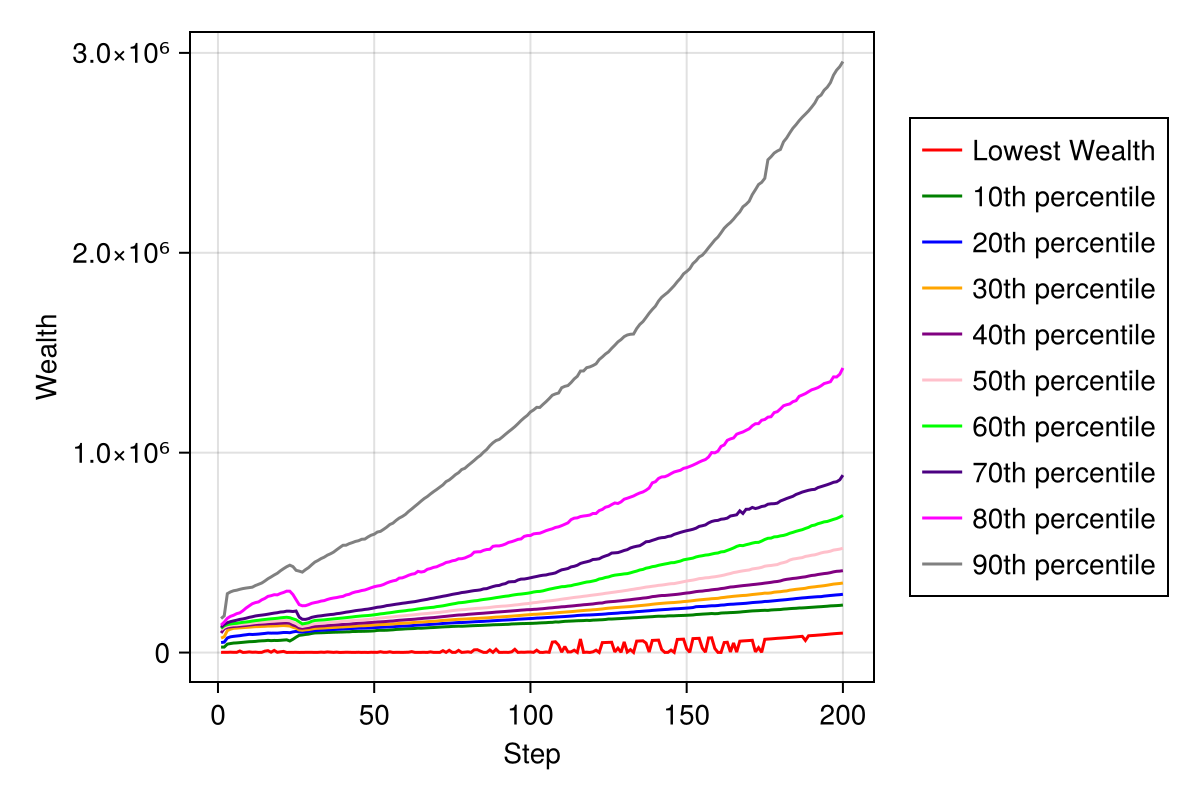 3.0×10⁶
2.0×10⁶
1.0×10⁶
0
Wealth
0 50 100 150 200
Step
Lowest Wealth
10th percentile
20th percentile
30th percentile
40th percentile
50th percentile
60th percentile
70th percentile
80th percentile
90th percentile